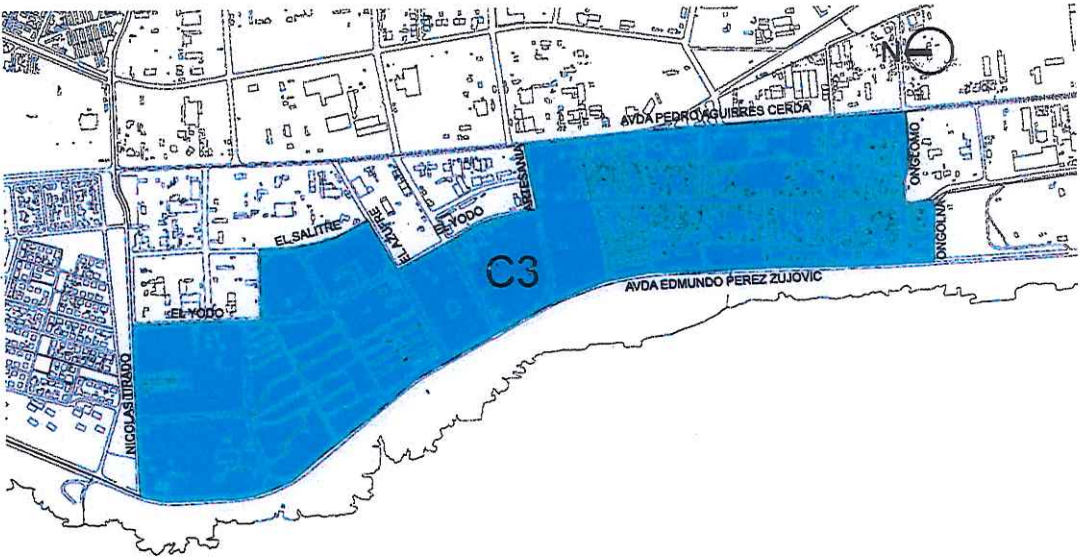 N
AVDA PEDRO AGUIRRES CERDA
ONGOLMO
ARTESANIA
EL AZUFRE
EL YODO
EL SALITRE
ONGOLMAN
C3
AVDA EDMUNDO PEREZ ZUJOVIC
EL YODO
NICOLAS TIRADO